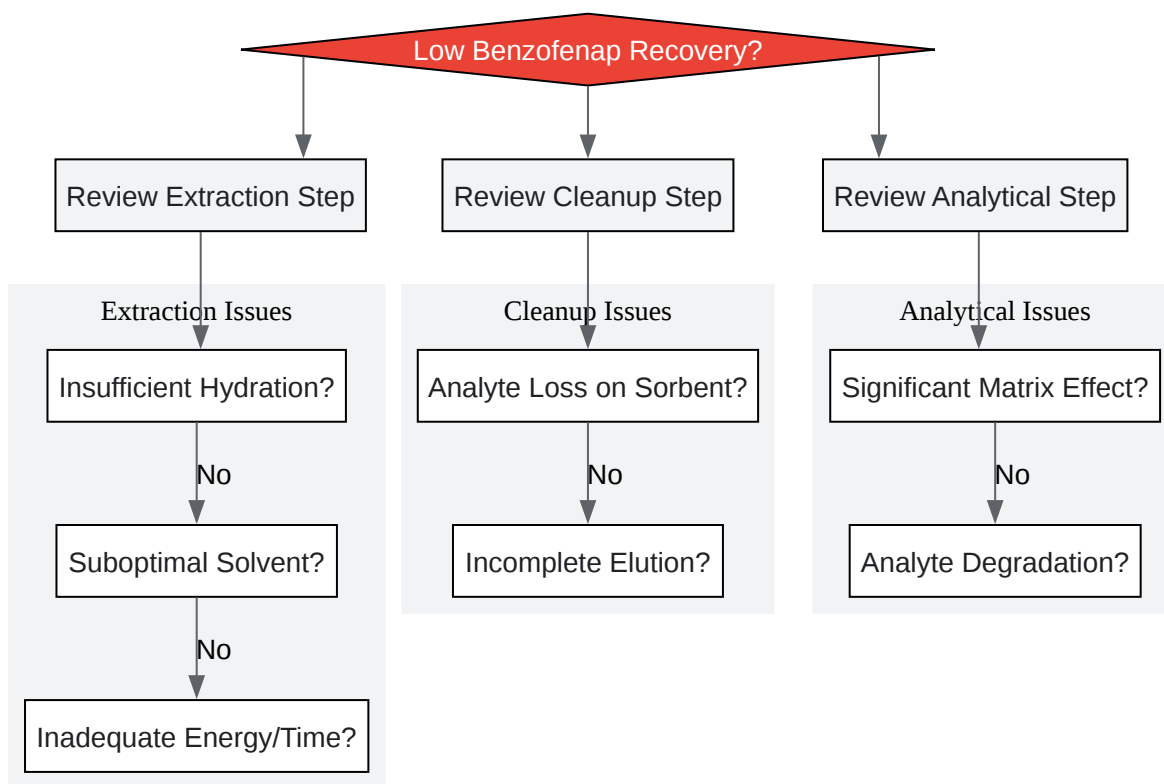 Low Benzofenap Recovery?
Review Extraction Step
Review Cleanup Step
Review Analytical Step
Extraction Issues
Cleanup Issues
Analytical Issues
Insufficient Hydration?
Analyte Loss on Sorbent?
Significant Matrix Effect?
No
No
No
Suboptimal Solvent?
Incomplete Elution?
Analyte Degradation?
No
Inadequate Energy/Time?